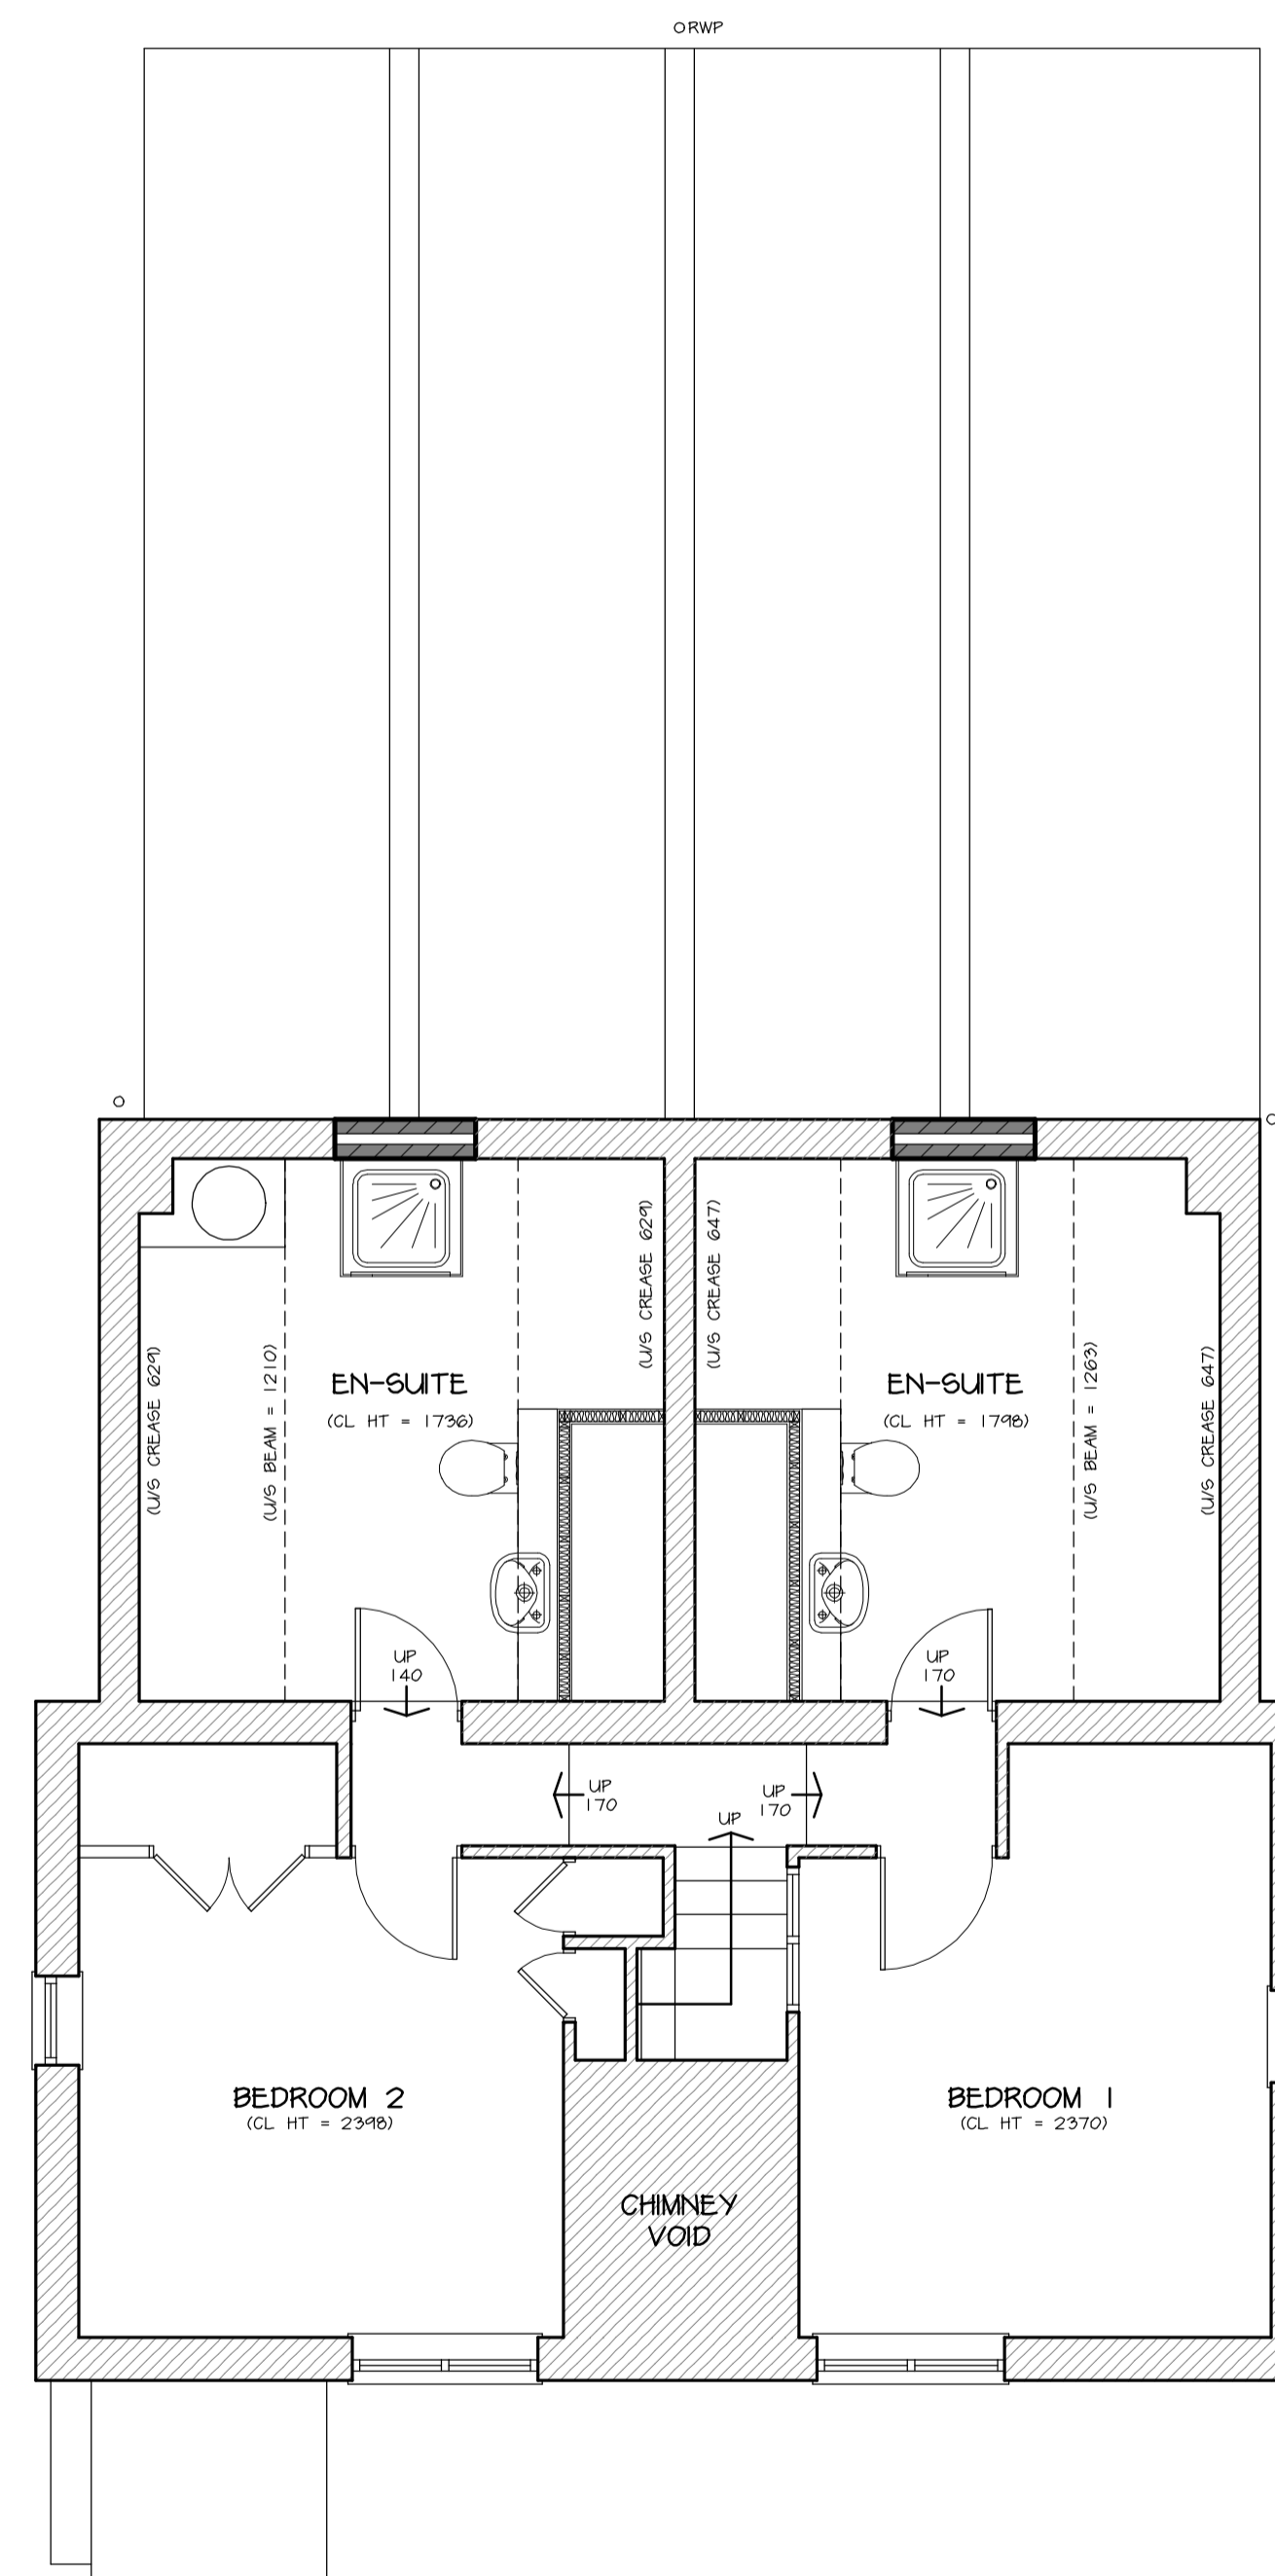 RWP
(U/S CREASE 629)
(U/S BEAM = 1210)
EN-SUITE
(CL HT = 1736)
(U/S CREASE 629)
(U/S CREASE 647)
EN-SUITE
(CL HT = 1798)
(U/S BEAM = 1263)
(U/S CREASE 647)
UP
140
UP
170
UP
170
UP
170
UP
BEDROOM 2
(CL HT = 2398)
BEDROOM 1
(CL HT = 2370)
CHIMNEY
VOID